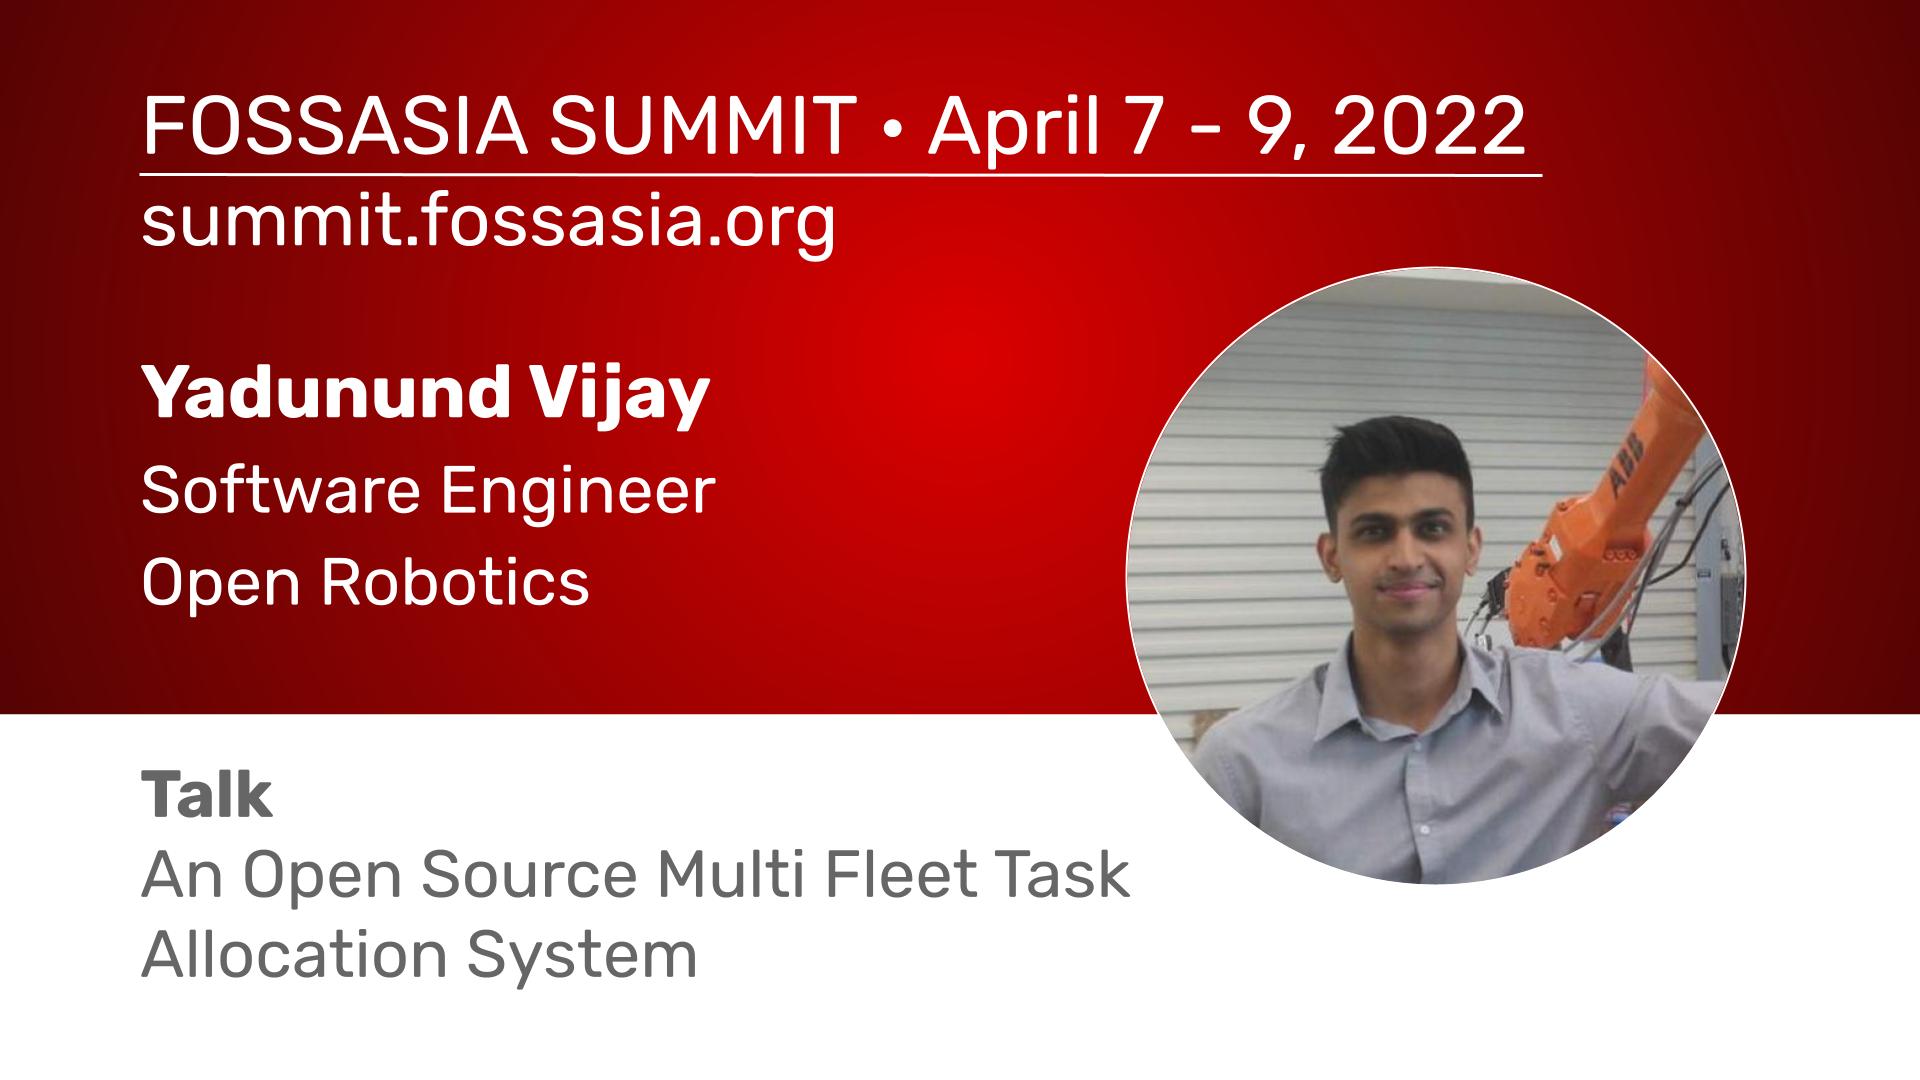 FOSSASIA SUMMIT • April 7 - 9, 2022
summit.fossasia.org
Yadunund Vijay
Software Engineer
Open Robotics
ABB
Talk
An Open Source Multi Fleet Task
Allocation System